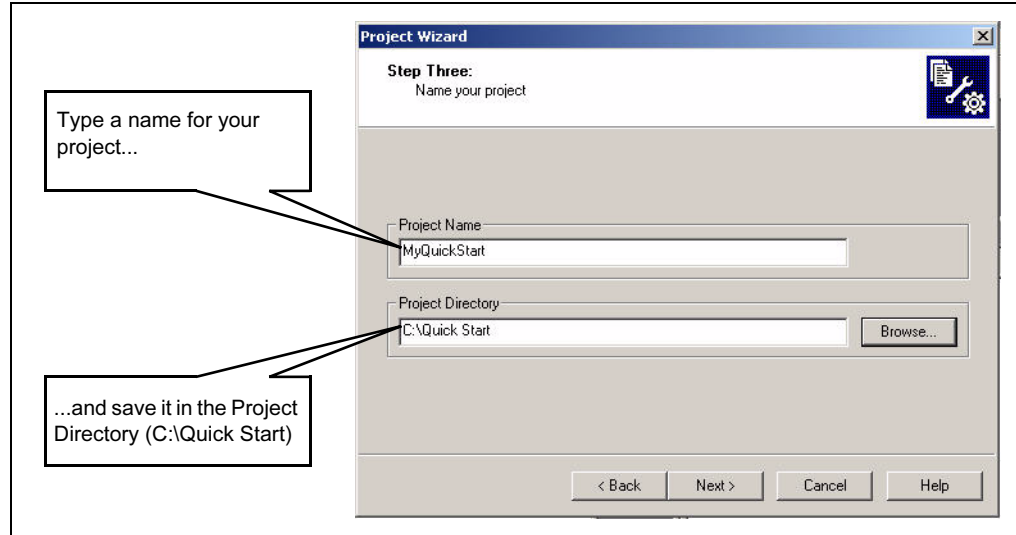 Project Wizard
Step Three:
Name your project
Type a name for your
project...
Project Name
MyQuickStart
Project Directory
C:\Quick Start
Browse...
...and save it in the Project
Directory (C:\Quick Start)
< Back
Next >
Cancel
Help